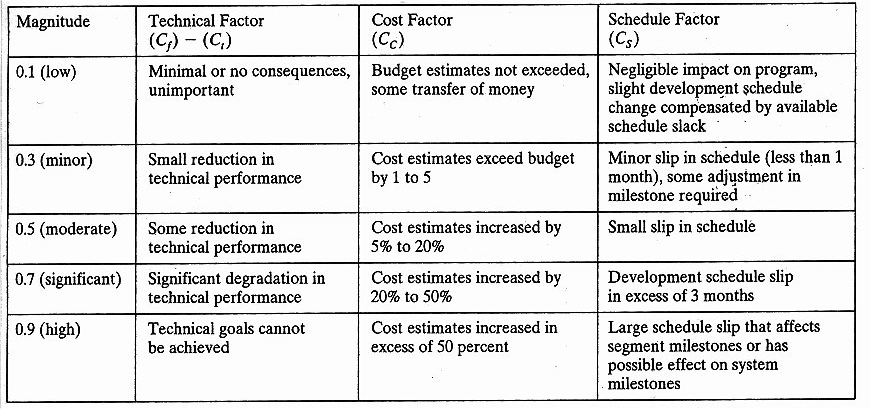 Magnitude
Technical Factor
(Cf) − (Ct)
Cost Factor
(CC)
Schedule Factor
(CS)
0.1 (low)
Minimal or no consequences,
unimportant
Budget estimates not exceeded,
some transfer of money
Negligible impact on program,
slight development schedule
change compensated by available
schedule slack
0.3 (minor)
Small reduction in
technical performance
Cost estimates exceed budget
by 1 to 5
Minor slip in schedule (less than 1
month), some adjustment in
milestone required
0.5 (moderate)
Some reduction in
technical performance
Cost estimates increased by
5% to 20%
Small slip in schedule
0.7 (significant)
Significant degradation in
technical performance
Cost estimates increased by
20% to 50%
Development schedule slip
in excess of 3 months
0.9 (high)
Technical goals cannot
be achieved
Cost estimates increased in
excess of 50 percent
Large schedule slip that affects
segment milestones or has
possible effect on system
milestones